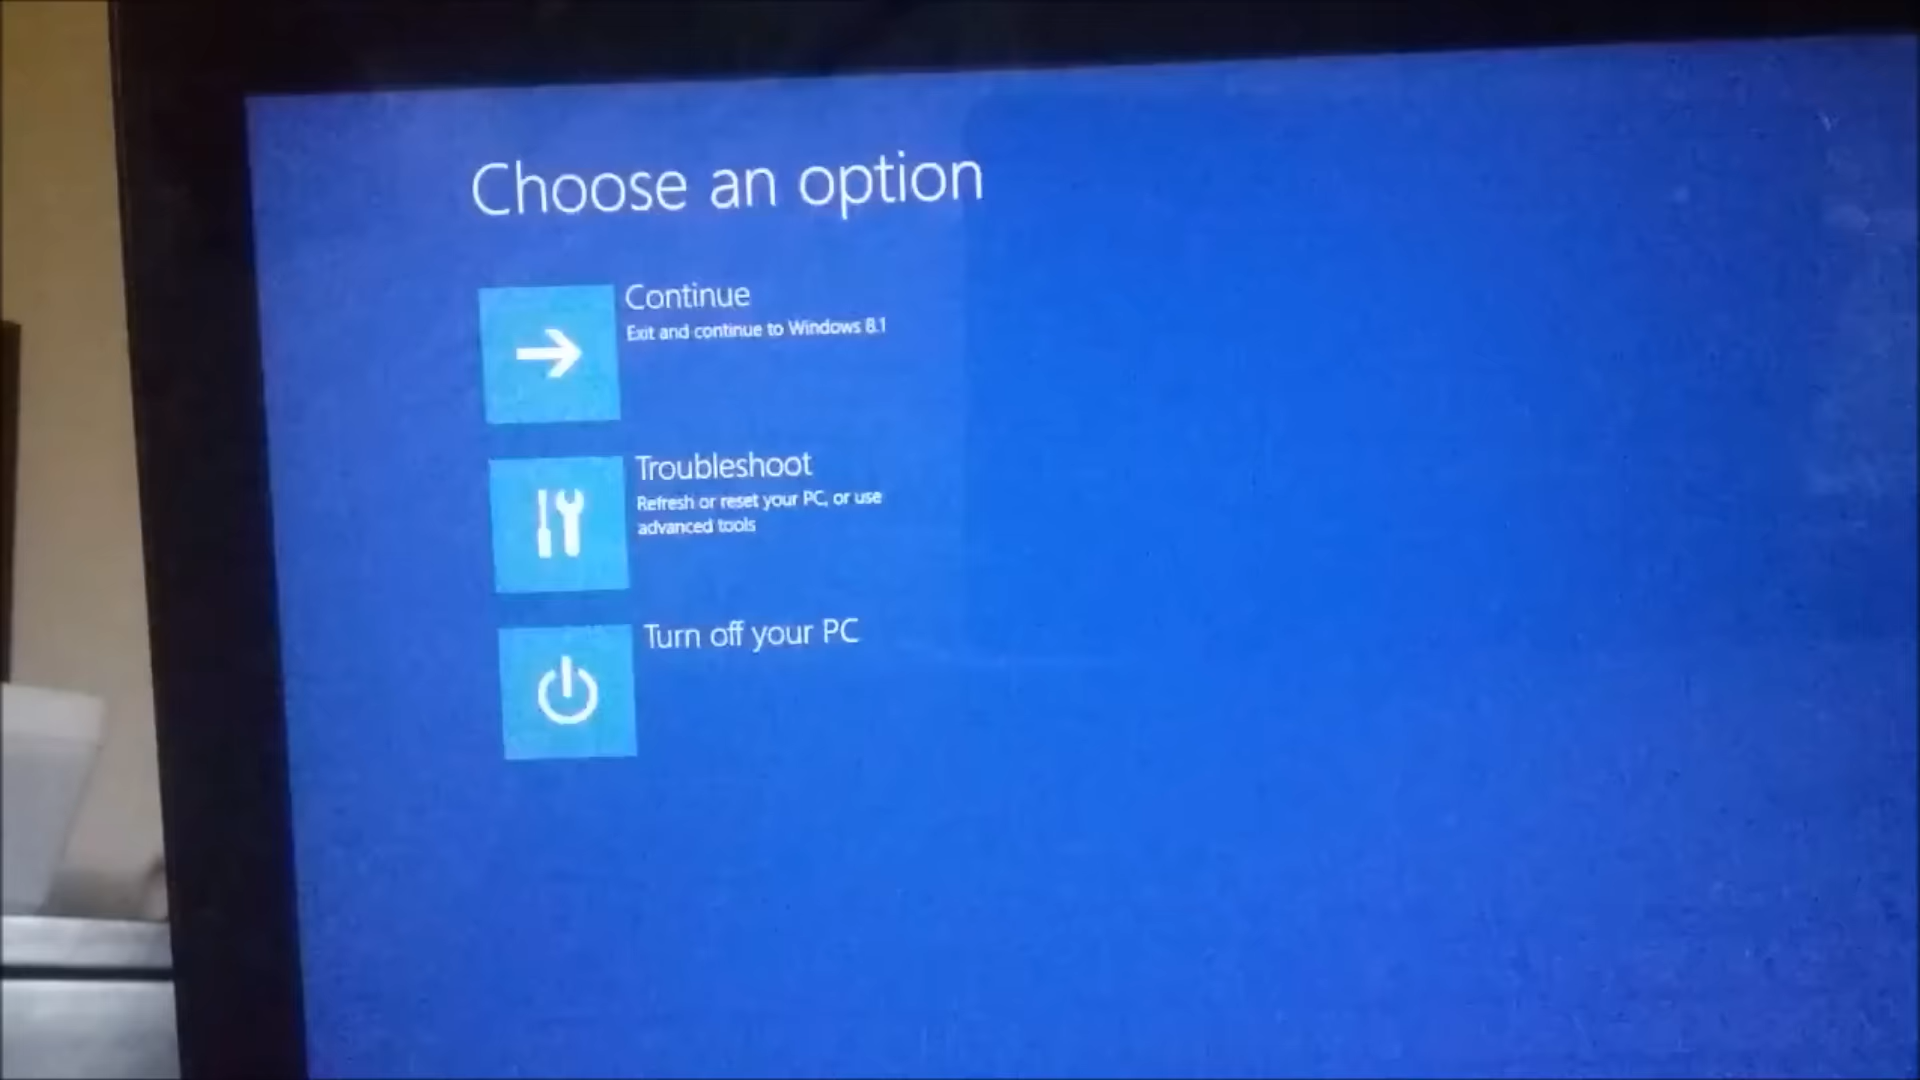 Choose an option
Continue
Exit and continue to Windows 8.1
Troubleshoot
Refresh or reset your PC, or use
advanced tools
Turn off your PC